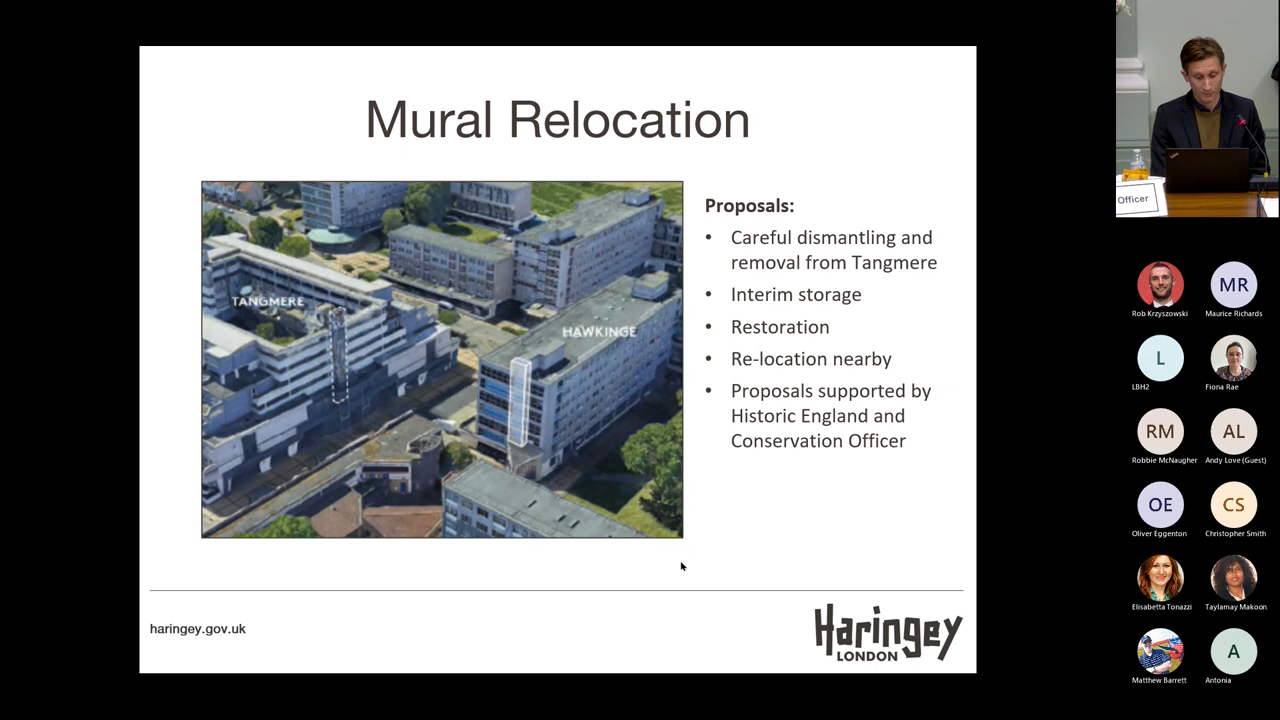 Mural Relocation
TANGMERE
HAWKINGE
Proposals:
• Careful dismantling and
removal from Tangmere
• Interim storage
• Restoration
• Re-location nearby
• Proposals supported by
Historic England and
Conservation Officer
haringey.gov.uk
Haringey
LONDON
Officer
MR
Rob Krzyszowski
Maurice Richards
L
LBH2
Fiona Rae
RM
AL
Robbie McNaugher
Andy Love (Guest)
OE
CS
Oliver Eggenton
Christopher Smith
Elisabetta Tonazzi
Taylamay Makoon
A
Matthew Barrett
Antonia